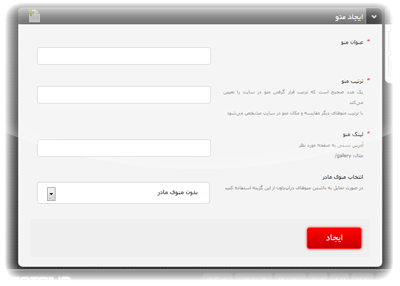 ایجاد منو
* عنوان منو
* ترتیب منو
یک عدد صحیح است که ترتیب قرار گرفتن منو در سایت را تعیین
می‌کند.
با ترتیب منوهای دیگر مقایسه و مکان منو در سایت مشخص می‌شود
* لینک منو
آدرس نسبی به صفحه مورد نظر
مثال: gallery/
انتخاب منوی مادر
بدون منوی مادر
در صورت تمایل به داشتن منوهای دراپ‌داون از این گزینه استفاده کنید.
ایجاد